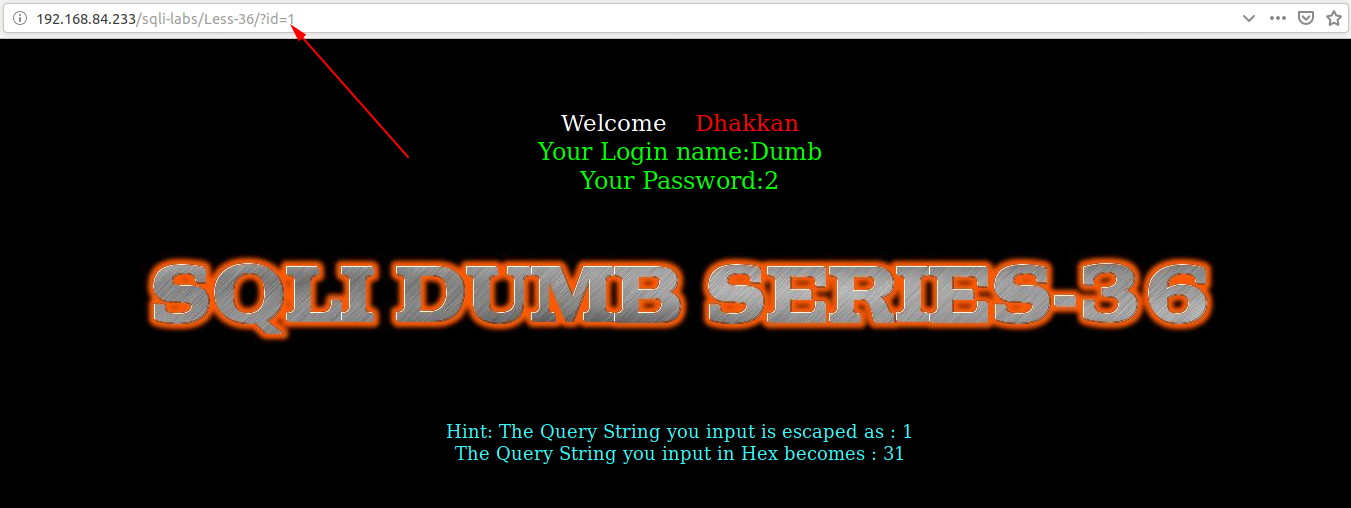 192.168.84.233/sqli-labs/Less-36/?id=1
Welcome Dhakkan
Your Login name:Dumb
Your Password:2
SQLI DUMB SERIES-36
Hint: The Query String you input is escaped as : 1
The Query String you input in Hex becomes : 31